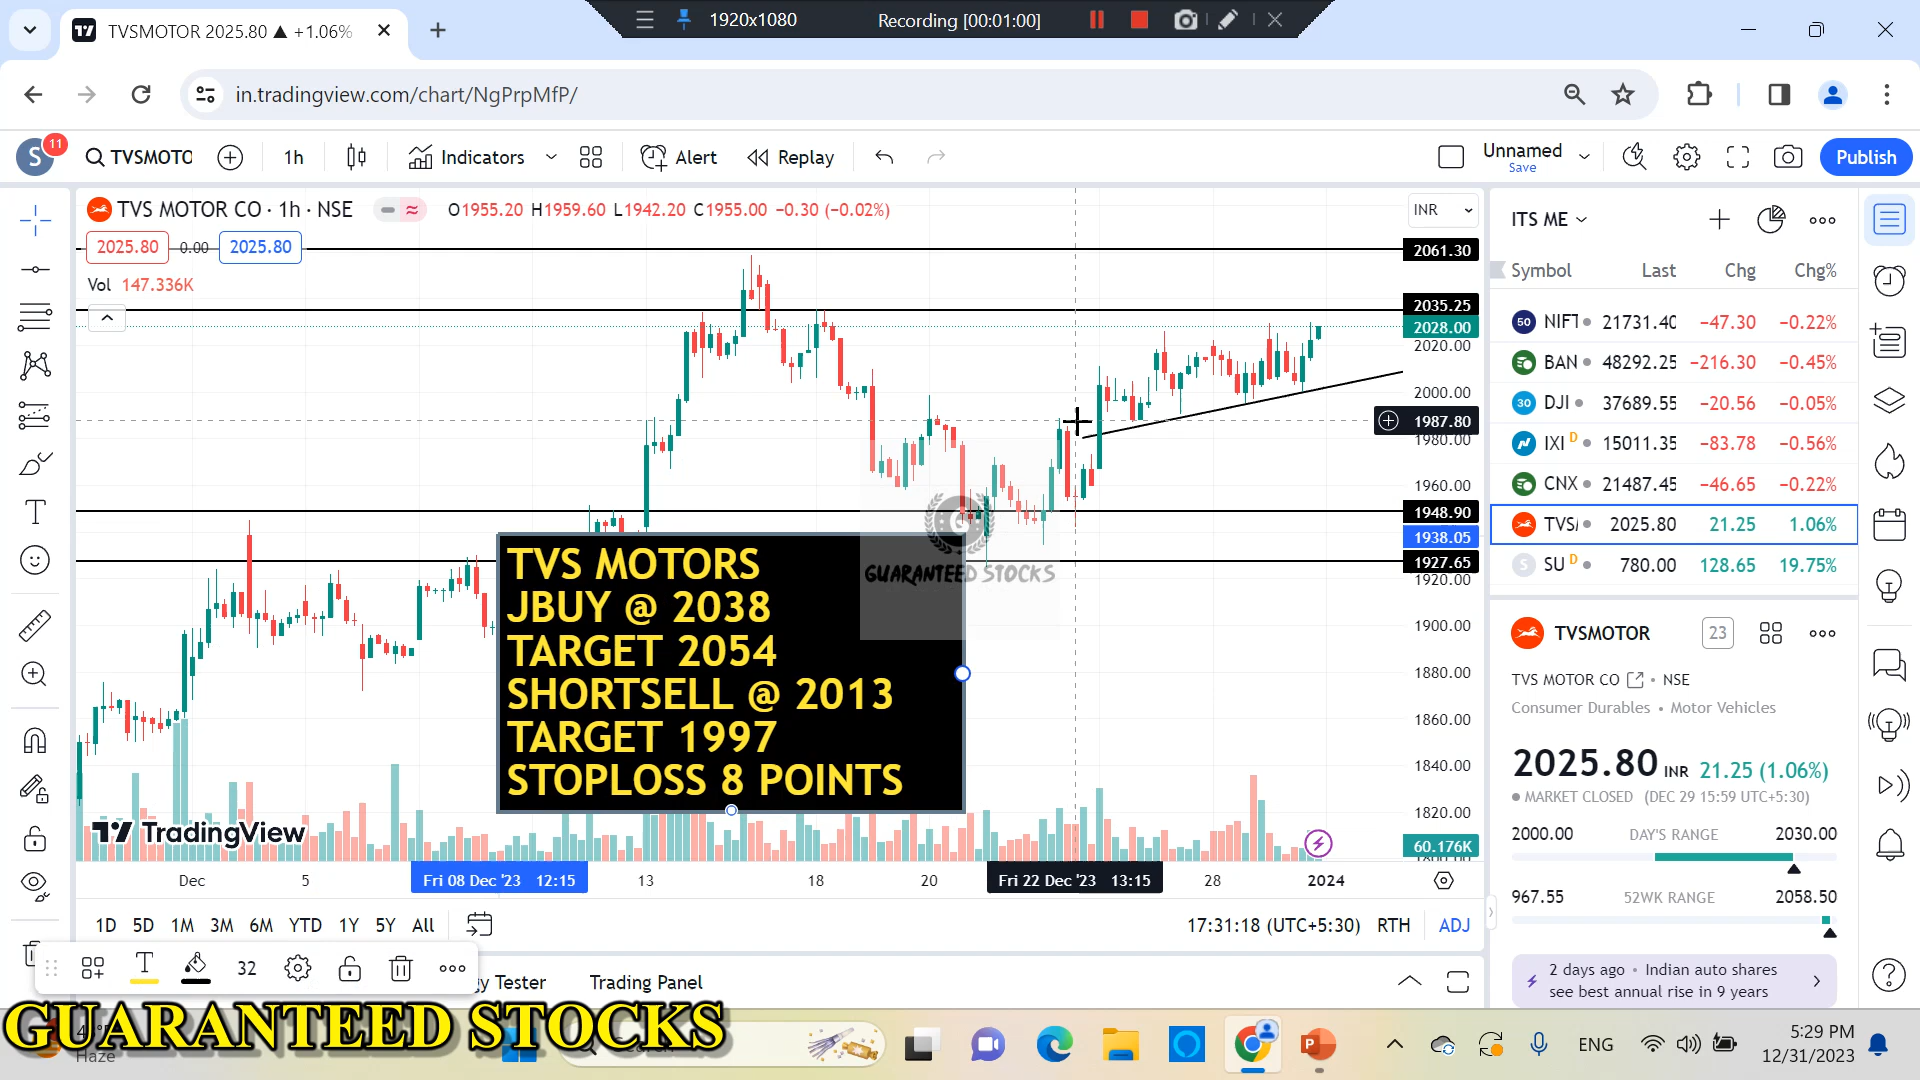 TVSMOTOR 2025.80 ▲ +1.06%
1920x1080
Recording [00:01:00]
in.tradingview.com/chart/NgPrpMfP/
S
11
TVSMOTO
1h
Indicators
Alert
Replay
Unnamed
Save
Publish
TVS MOTOR CO · 1h · NSE
O1955.20 H1959.60 L1942.20 C1955.00 −0.30 (−0.02%)
INR
2025.80
0.00
2025.80
Vol 147.336K
2061.30
2035.25
2028.00
2020.00
2000.00
1987.80
1980.00
1960.00
1948.90
1938.05
1927.65
1920.00
1900.00
1880.00
1860.00
1840.00
1820.00
60.176K
TVS MOTORS
JBUY @ 2038
TARGET 2054
SHORTSELL @ 2013
TARGET 1997
STOPLOSS 8 POINTS
GUARANTEED STOCKS
TradingView
Dec
5
Fri 08 Dec '23 12:15
13
18
20
Fri 22 Dec '23 13:15
28
2024
1D 5D 1M 3M 6M YTD 1Y 5Y All
17:31:18 (UTC+5:30) RTH ADJ
32
Tester
Trading Panel
ITS ME
Symbol Last Chg Chg%
50 NIFT 21731.40 −47.30 −0.22%
BAN 48292.25 −216.30 −0.45%
30 DJI 37689.55 −20.56 −0.05%
IXI D 15011.35 −83.78 −0.56%
CNX 21487.45 −46.65 −0.22%
TVS 2025.80 21.25 1.06%
S SU D 780.00 128.65 19.75%
TVSMOTOR
23
TVS MOTOR CO • NSE
Consumer Durables • Motor Vehicles
2025.80 INR 21.25 (1.06%)
MARKET CLOSED (DEC 29 15:59 UTC+5:30)
2000.00 DAY'S RANGE 2030.00
967.55 52WK RANGE 2058.50
2 days ago • Indian auto shares
see best annual rise in 9 years
GUARANTEED STOCKS
Haze
ENG
5:29 PM
12/31/2023